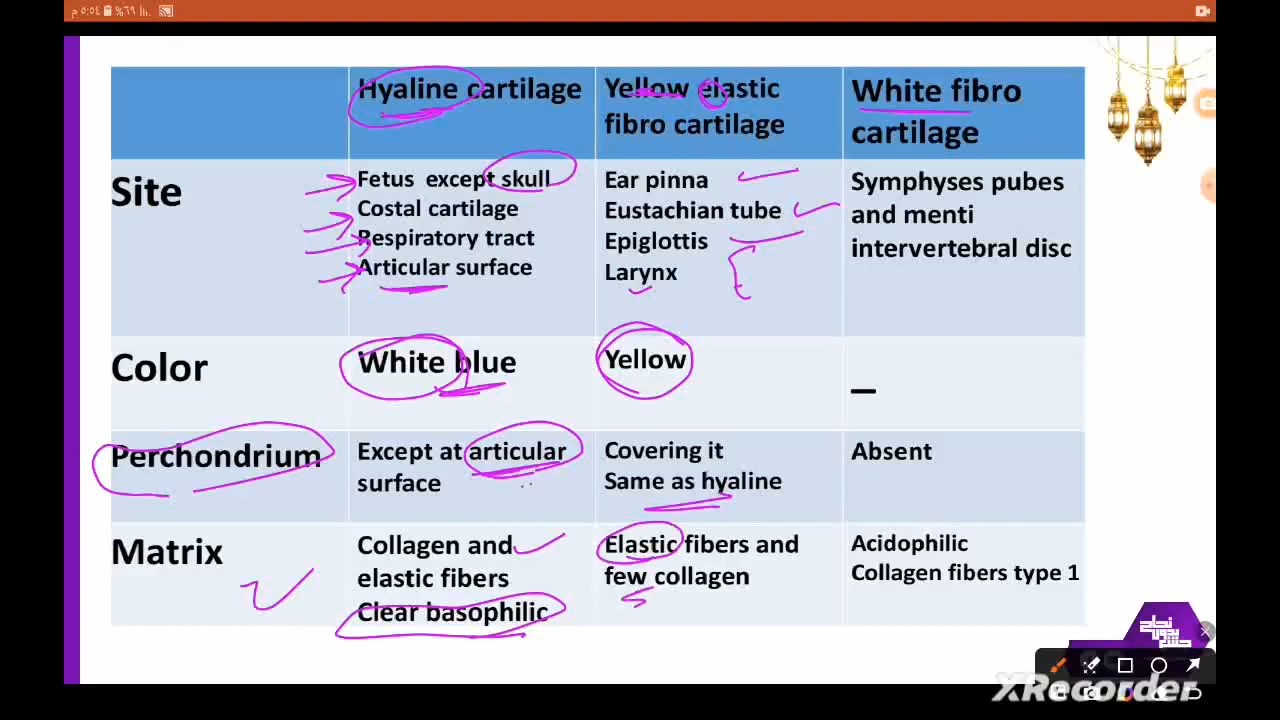 م ٥:٥٤ %٦٩
Hyaline cartilage
Yellow elastic
fibro cartilage
White fibro
cartilage
Site
Fetus except skull
Costal cartilage
Respiratory tract
Articular surface
Ear pinna
Eustachian tube
Epiglottis
Larynx
Symphyses pubes
and menti
intervertebral disc
Color
White blue
Yellow
–
Perchondrium
Except at articular
surface
Covering it
Same as hyaline
Absent
Matrix
Collagen and
elastic fibers
Clear basophilic
Elastic fibers and
few collagen
Acidophilic
Collagen fibers type 1
XRecorder